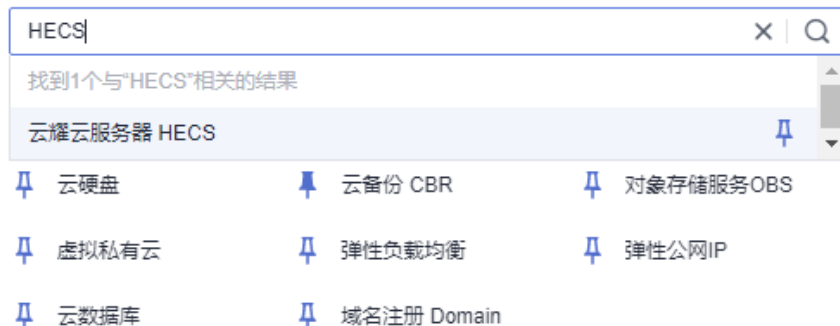 HECS
找到1个与“HECS”相关的结果
云耀云服务器 HECS
云硬盘 云备份 CBR 对象存储服务OBS
虚拟私有云 弹性负载均衡 弹性公网IP
云数据库 域名注册 Domain